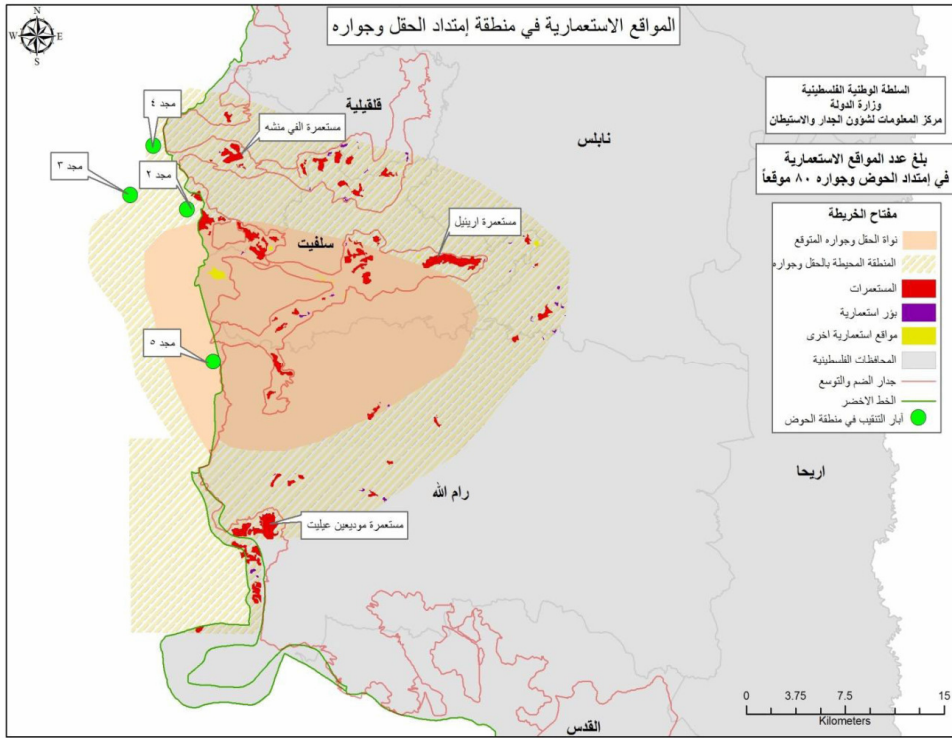 المواقع الاستعمارية في منطقة إمتداد الحقل وجواره
N
W E
S
السلطة الوطنية الفلسطينية
وزارة الدولة
مركز المعلومات لشؤون الجدار والاستيطان
بلغ عدد المواقع الاستعمارية
في إمتداد الحوض وجواره ٨٠ موقعاً
مفتاح الخريطة
نواة الحقل وجواره المتوقع
المنطقة المحيطة بالحقل وجواره
المستعمرات
بؤر استعمارية
مواقع استعمارية اخرى
المحافظات الفلسطينية
جدار الضم والتوسع
الخط الاخضر
آبار التنقيب في منطقة الحوض
قلقيلية
نابلس
مستعمرة الفي منشه
مجد ٤
مجد ٣
مجد ٢
مستعمرة ارينيل
سلفيت
مجد ٥
اريحا
رام الله
مستعمرة موديعين عيليت
القدس
0 3.75 7.5 15
Kilometers